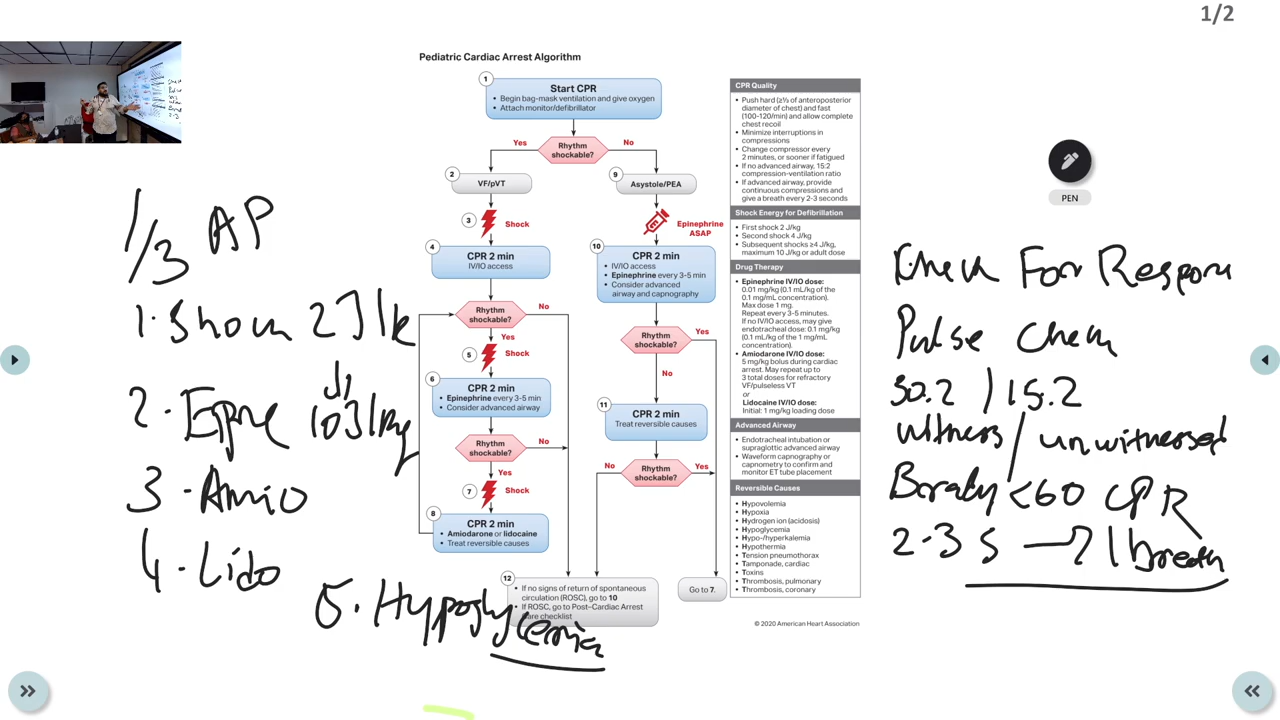 1/2
Pediatric Cardiac Arrest Algorithm
1
Start CPR
• Begin bag-mask ventilation and give oxygen
• Attach monitor/defibrillator
Yes
Rhythm shockable?
No
2
VF/pVT
9
Asystole/PEA
3
Shock
Epinephrine ASAP
4
CPR 2 min
IV/IO access
10
CPR 2 min
• IV/IO access
• Epinephrine every 3-5 min
• Consider advanced airway and capnography
Rhythm shockable?
No
Yes
Rhythm shockable?
Yes
No
5
Shock
6
CPR 2 min
• Epinephrine every 3-5 min
• Consider advanced airway
11
CPR 2 min
Treat reversible causes
Rhythm shockable?
No
Yes
Rhythm shockable?
No
Yes
7
Shock
8
CPR 2 min
• Amiodarone or lidocaine
• Treat reversible causes
12
• If no signs of return of spontaneous circulation (ROSC), go to 10
• If ROSC, go to Post–Cardiac Arrest Care checklist
Go to 7.
CPR Quality
• Push hard (≥⅓ of anteroposterior
diameter of chest) and fast
(100-120/min) and allow complete
chest recoil
• Minimize interruptions in
compressions
• Change compressor every
2 minutes, or sooner if fatigued
• If no advanced airway, 15:2
compression-ventilation ratio
• If advanced airway, provide
continuous compressions and
give a breath every 2-3 seconds
Shock Energy for Defibrillation
• First shock 2 J/kg
• Second shock 4 J/kg
• Subsequent shocks ≥4 J/kg,
maximum 10 J/kg or adult dose
Drug Therapy
• Epinephrine IV/IO dose:
0.01 mg/kg (0.1 mL/kg of the
0.1 mg/mL concentration).
Max dose 1 mg.
Repeat every 3-5 minutes.
If no IV/IO access, may give
endotracheal dose: 0.1 mg/kg
(0.1 mL/kg of the 1 mg/mL
concentration).
• Amiodarone IV/IO dose:
5 mg/kg bolus during cardiac
arrest. May repeat up to
3 total doses for refractory
VF/pulseless VT
or
Lidocaine IV/IO dose:
Initial: 1 mg/kg loading dose
Advanced Airway
• Endotracheal intubation or
supraglottic advanced airway
• Waveform capnography or
capnometry to confirm and
monitor ET tube placement
Reversible Causes
• Hypovolemia
• Hypoxia
• Hydrogen ion (acidosis)
• Hypoglycemia
• Hypo-/hyperkalemia
• Hypothermia
• Tension pneumothorax
• Tamponade, cardiac
• Toxins
• Thrombosis, pulmonary
• Thrombosis, coronary
© 2020 American Heart Association
PEN
1/3 AP
1. 2J/k
2. 10J/kg
3 - Amio
4 - Lido
5. Hypoglycemia
Check For Respon
Pulse Check
30:2 / 15:2
witness / unwitnessed
Brady <60 CPR
2-3 s → 1 breath